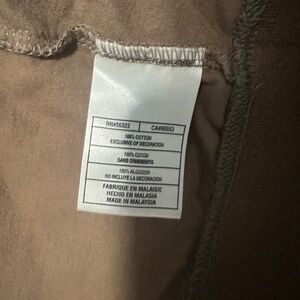 RN#56323 CA#05553
100% COTTON
EXCLUSIVE OF DECORATION
100% COTON
SANS ORNEMENTS
100% ALGODON
NO INCLUYE LA DECORACION
FABRIQUE EN MALAISIE
HECHO EN MALASIA
MADE IN MALAYSIA